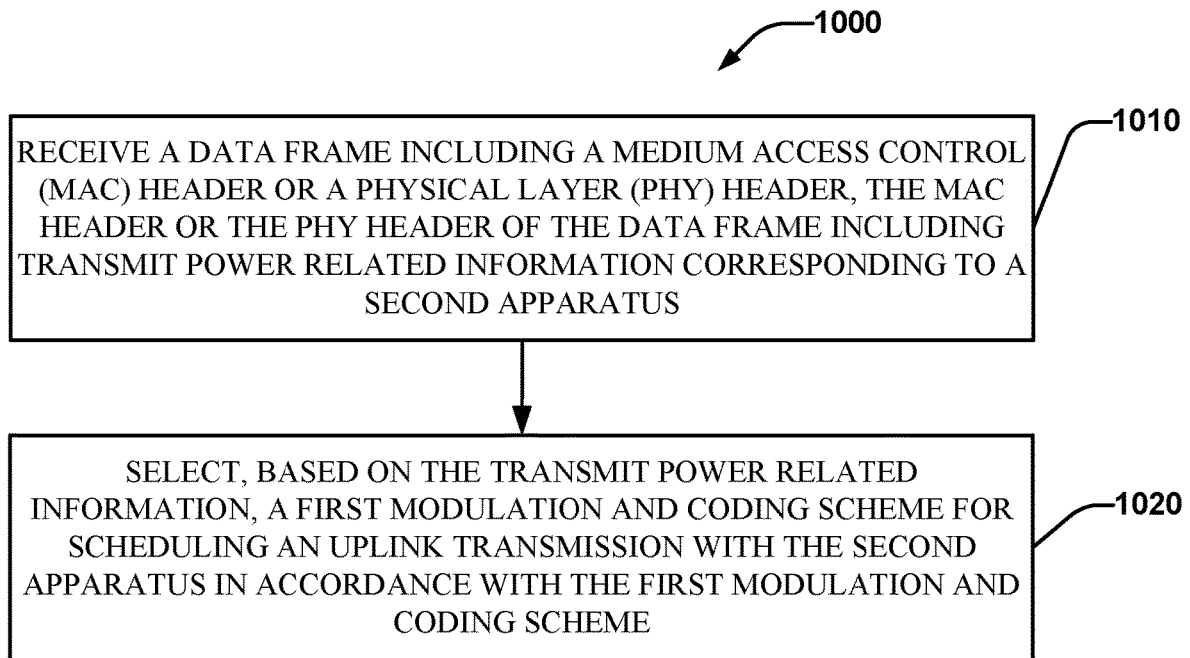 1000
1010
RECEIVE A DATA FRAME INCLUDING A MEDIUM ACCESS CONTROL
(MAC) HEADER OR A PHYSICAL LAYER (PHY) HEADER, THE MAC
HEADER OR THE PHY HEADER OF THE DATA FRAME INCLUDING
TRANSMIT POWER RELATED INFORMATION CORRESPONDING TO A
SECOND APPARATUS
SELECT, BASED ON THE TRANSMIT POWER RELATED
INFORMATION, A FIRST MODULATION AND CODING SCHEME FOR
SCHEDULING AN UPLINK TRANSMISSION WITH THE SECOND
APPARATUS IN ACCORDANCE WITH THE FIRST MODULATION AND
CODING SCHEME
1020